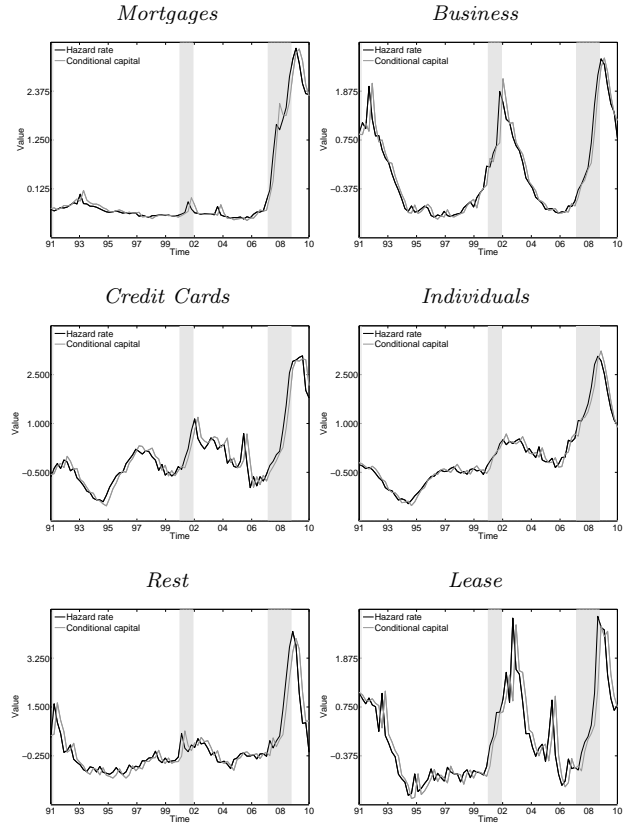 Mortgages
Hazard rate
Conditional capital
2.375
1.250
0.125
Value
91 93 95 97 99 02 04 06 08 10
Time
Business
Hazard rate
Conditional capital
1.875
0.750
−0.375
Value
91 93 95 97 99 02 04 06 08 10
Time
Credit Cards
Hazard rate
Conditional capital
2.500
1.000
−0.500
Value
91 93 95 97 99 02 04 06 08 10
Time
Individuals
Hazard rate
Conditional capital
2.500
1.000
−0.500
Value
91 93 95 97 99 02 04 06 08 10
Time
Rest
Hazard rate
Conditional capital
3.250
1.500
−0.250
Value
91 93 95 97 99 02 04 06 08 10
Time
Lease
Hazard rate
Conditional capital
1.875
0.750
−0.375
Value
91 93 95 97 99 02 04 06 08 10
Time